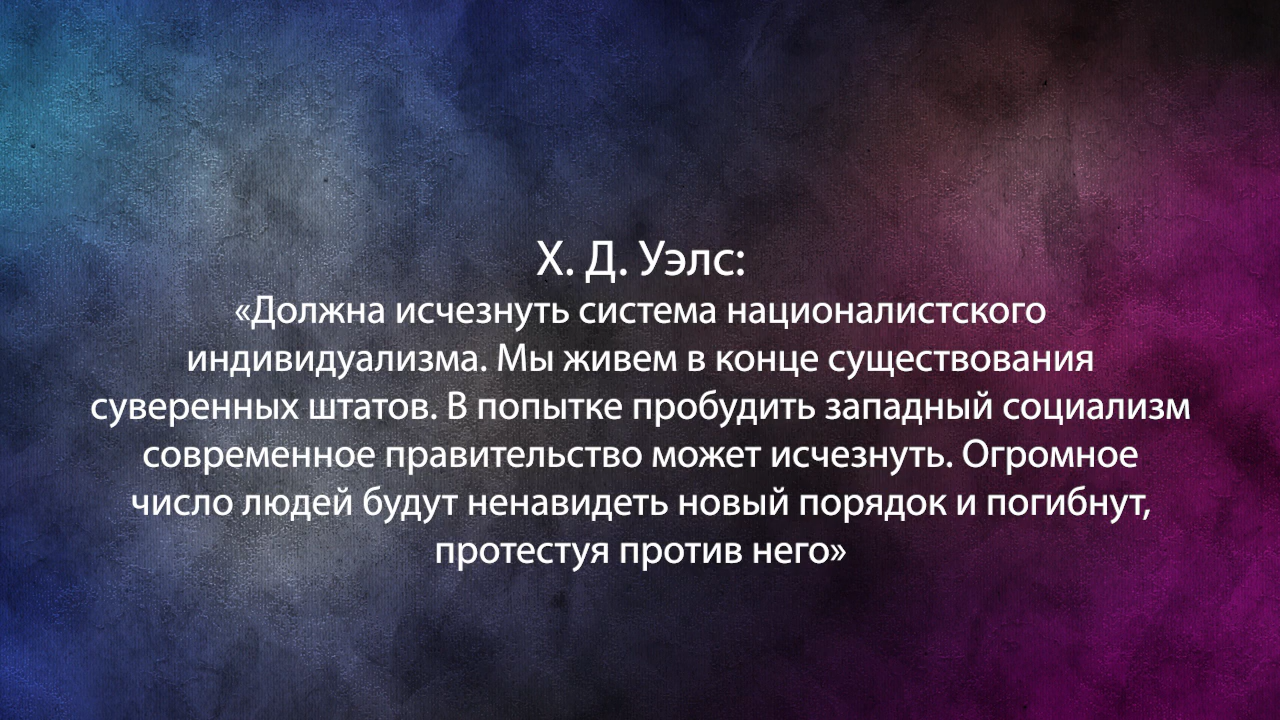 Х. Д. Уэлс:
«Должна исчезнуть система националистского
индивидуализма. Мы живем в конце существования
суверенных штатов. В попытке пробудить западный социализм
современное правительство может исчезнуть. Огромное
число людей будут ненавидеть новый порядок и погибнут,
протестуя против него»